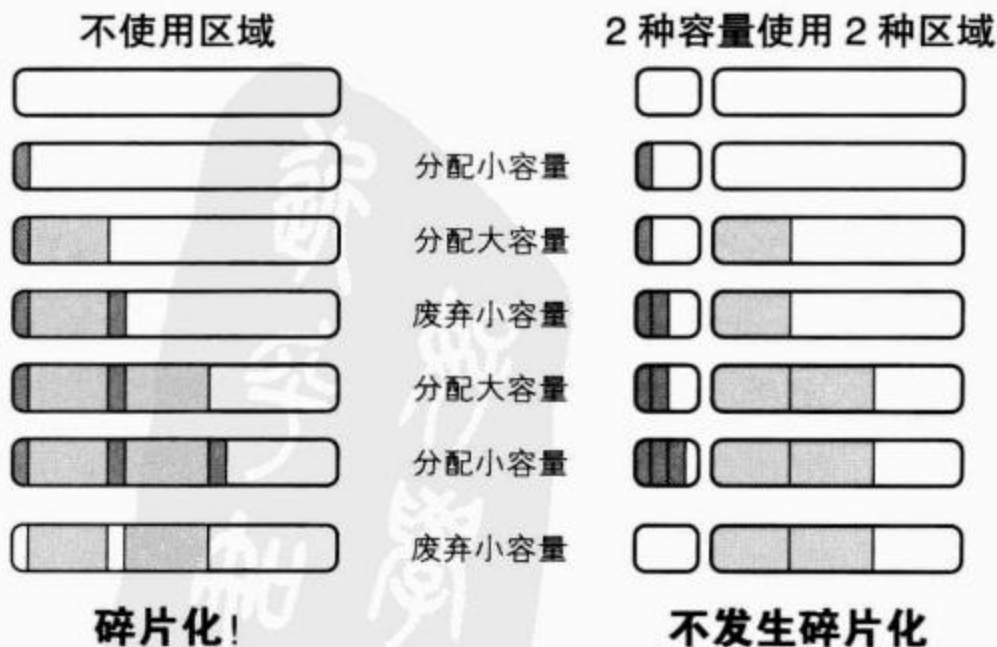 不使用区域
2 种容量使用 2 种区域
分配小容量
分配大容量
废弃小容量
分配大容量
分配小容量
废弃小容量
碎片化！
不发生碎片化